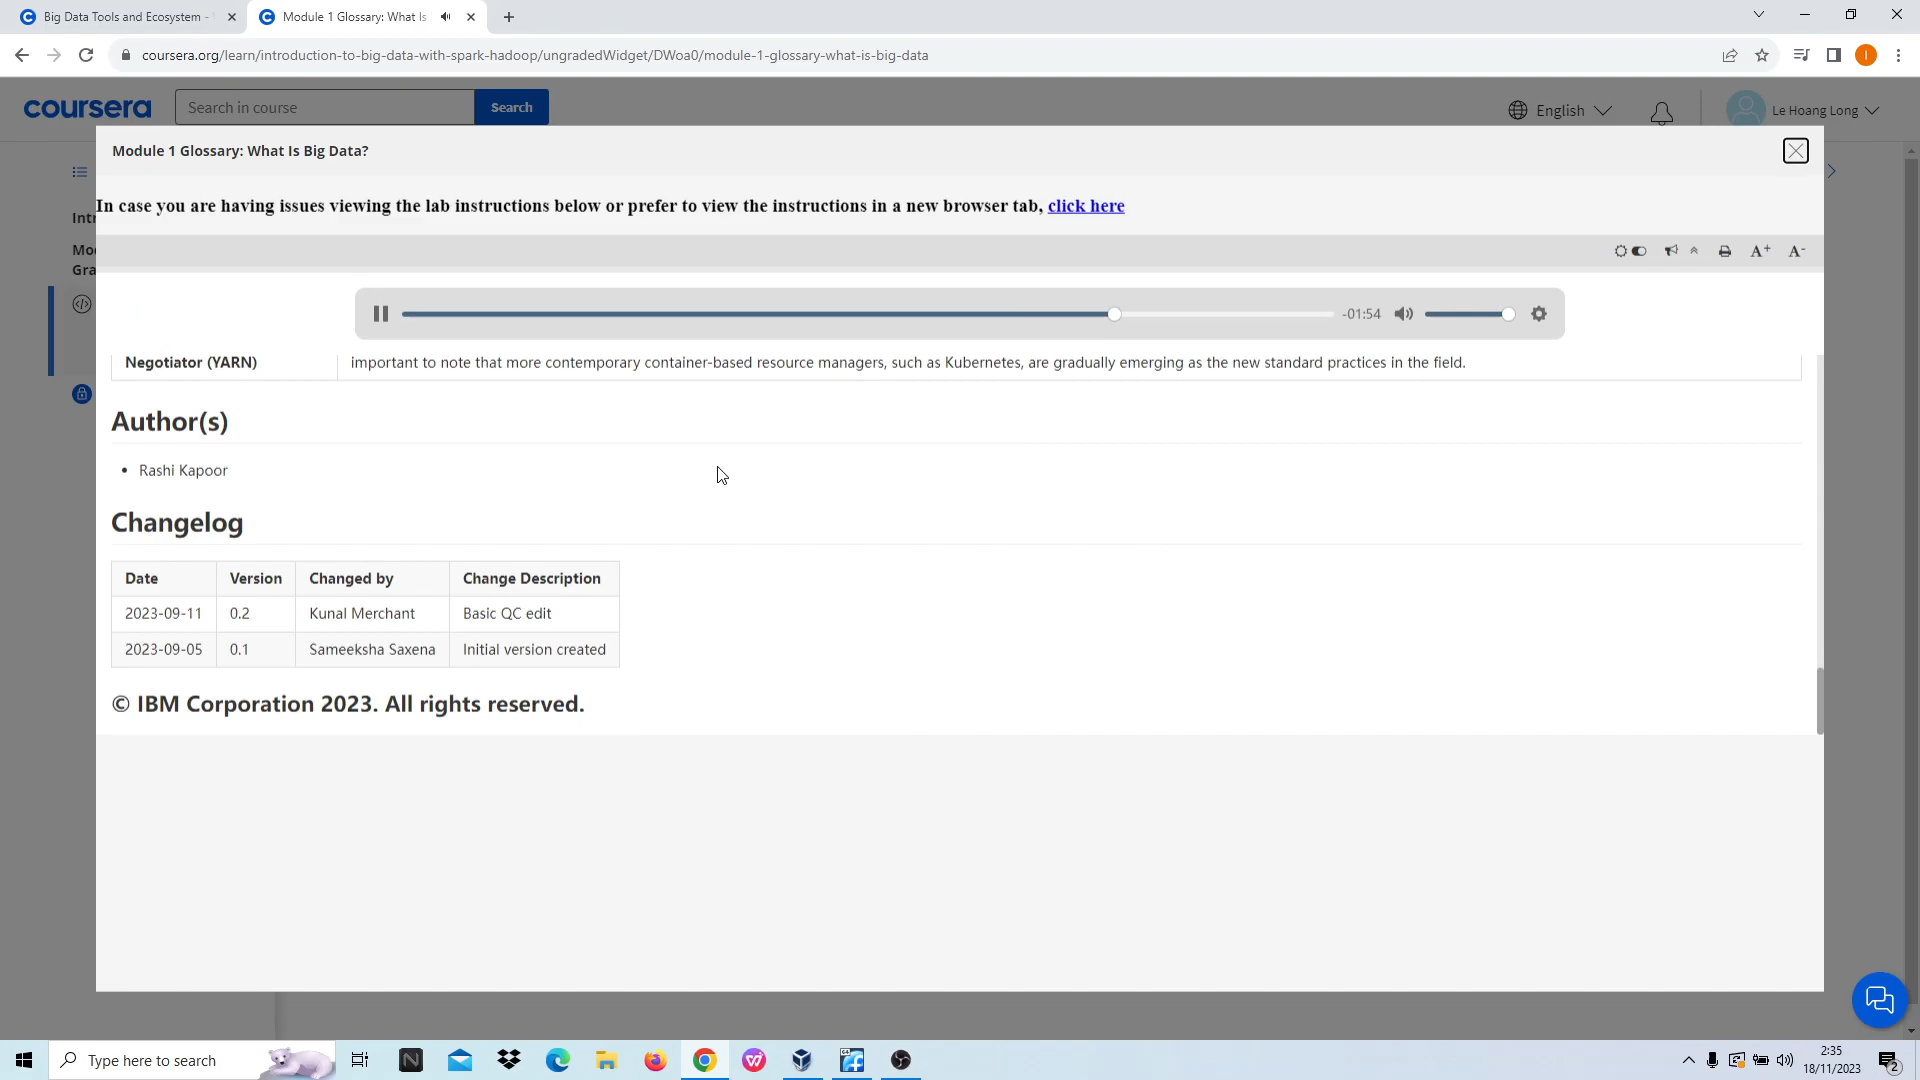 Big Data Tools and Ecosystem -
Module 1 Glossary: What Is
coursera.org/learn/introduction-to-big-data-with-spark-hadoop/ungradedWidget/DWoa0/module-1-glossary-what-is-big-data
I
coursera
Search in course
Search
English
Le Hoang Long
Module 1 Glossary: What Is Big Data?
In case you are having issues viewing the lab instructions below or prefer to view the instructions in a new browser tab, click here
Intr
Mod
Gra
A+
A-
-01:54
Negotiator (YARN)
important to note that more contemporary container-based resource managers, such as Kubernetes, are gradually emerging as the new standard practices in the field.
Author(s)
• Rashi Kapoor
Changelog
Date Version Changed by Change Description
2023-09-11 0.2 Kunal Merchant Basic QC edit
2023-09-05 0.1 Sameeksha Saxena Initial version created
© IBM Corporation 2023. All rights reserved.
Type here to search
N
64
2:35
18/11/2023
2